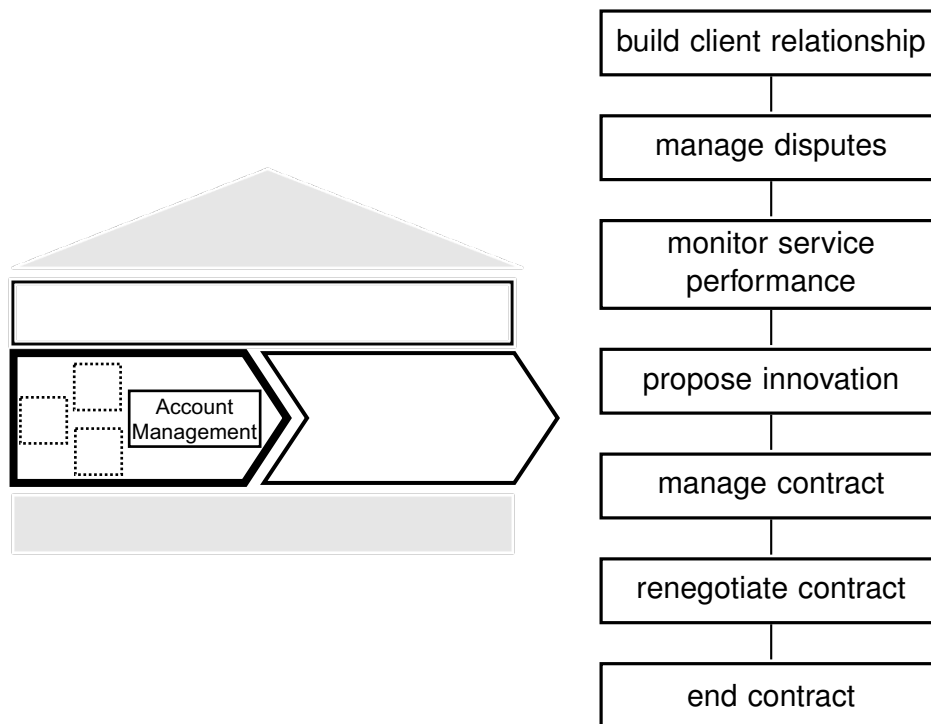 Account
Management
build client relationship
manage disputes
monitor service
performance
propose innovation
manage contract
renegotiate contract
end contract